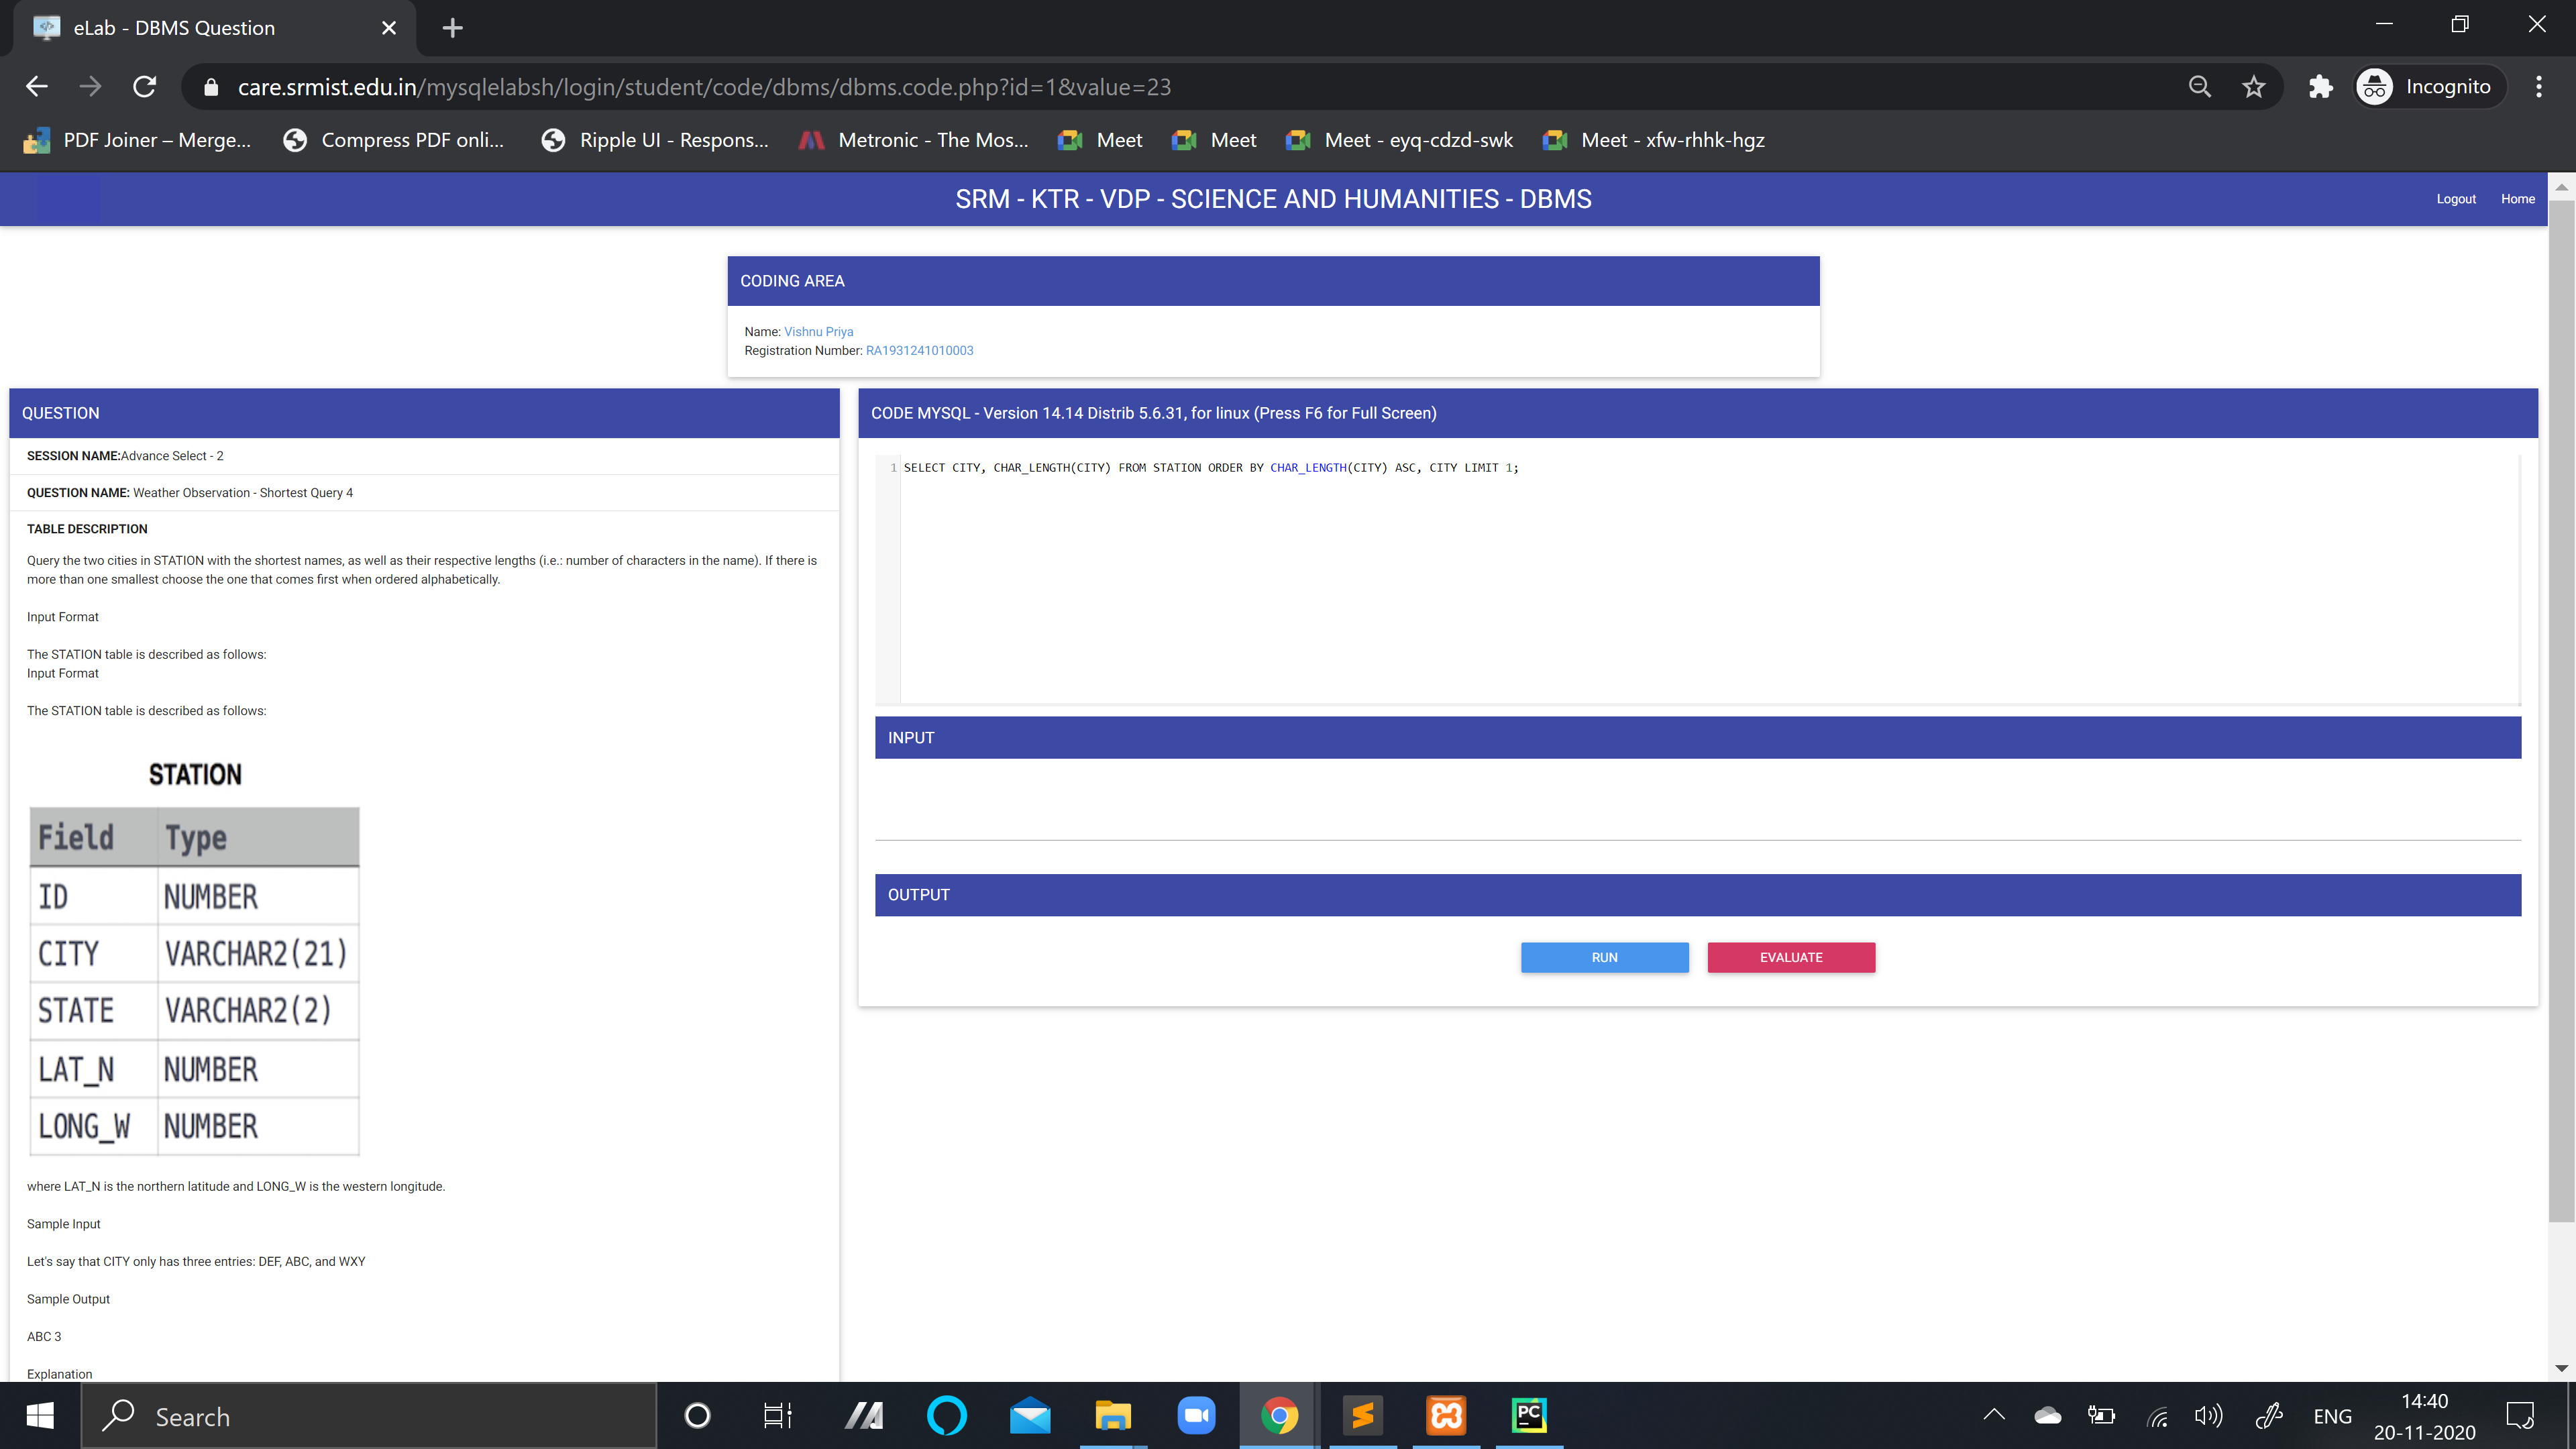 eLab - DBMS Question
care.srmist.edu.in/mysqlelabsh/login/student/code/dbms/dbms.code.php?id=1&value=23
Incognito
PDF Joiner – Merge...
Compress PDF onli...
Ripple UI - Respons...
Metronic - The Mos...
Meet
Meet
Meet - eyq-cdzd-swk
Meet - xfw-rhhk-hgz
SRM - KTR - VDP - SCIENCE AND HUMANITIES - DBMS
Logout
Home
CODING AREA
Name: Vishnu Priya
Registration Number: RA1931241010003
QUESTION
SESSION NAME:Advance Select - 2
QUESTION NAME: Weather Observation - Shortest Query 4
TABLE DESCRIPTION
Query the two cities in STATION with the shortest names, as well as their respective lengths (i.e.: number of characters in the name). If there is
more than one smallest choose the one that comes first when ordered alphabetically.
Input Format
The STATION table is described as follows:
Input Format
The STATION table is described as follows:
STATION
Field Type
ID NUMBER
CITY VARCHAR2(21)
STATE VARCHAR2(2)
LAT_N NUMBER
LONG_W NUMBER
where LAT_N is the northern latitude and LONG_W is the western longitude.
Sample Input
Let's say that CITY only has three entries: DEF, ABC, and WXY
Sample Output
ABC 3
Explanation
CODE MYSQL - Version 14.14 Distrib 5.6.31, for linux (Press F6 for Full Screen)
1 SELECT CITY, CHAR_LENGTH(CITY) FROM STATION ORDER BY CHAR_LENGTH(CITY) ASC, CITY LIMIT 1;
INPUT
OUTPUT
RUN
EVALUATE
Search
PC
ENG
14:40
20-11-2020